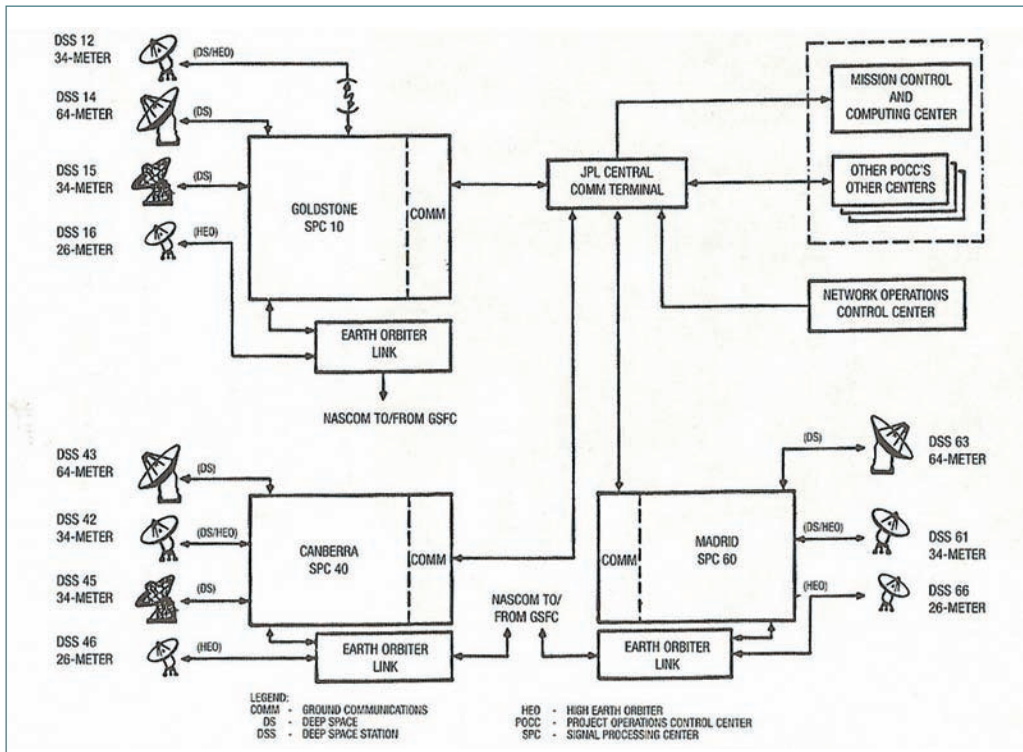 DSS 12
34-METER
(DS/HEO)
DSS 14
64-METER
(DS)
DSS 15
34-METER
(DS)
DSS 16
26-METER
(HEO)
GOLDSTONE
SPC 10
COMM
EARTH ORBITER
LINK
NASCOM TO/FROM GSFC
JPL CENTRAL
COMM TERMINAL
MISSION CONTROL
AND
COMPUTING CENTER
OTHER POCC'S
OTHER CENTERS
NETWORK OPERATIONS
CONTROL CENTER
DSS 43
64-METER
(DS)
DSS 42
34-METER
(DS/HEO)
DSS 45
34-METER
(DS)
DSS 46
26-METER
(HEO)
CANBERRA
SPC 40
COMM
EARTH ORBITER
LINK
NASCOM TO/
FROM GSFC
COMM
MADRID
SPC 60
EARTH ORBITER
LINK
(DS)
DSS 63
64-METER
(DS/HEO)
DSS 61
34-METER
(HEO)
DSS 66
26-METER
LEGEND:
COMM - GROUND COMMUNICATIONS
DS - DEEP SPACE
DSS - DEEP SPACE STATION
HEO - HIGH EARTH ORBITER
POCC - PROJECT OPERATIONS CONTROL CENTER
SPC - SIGNAL PROCESSING CENTER